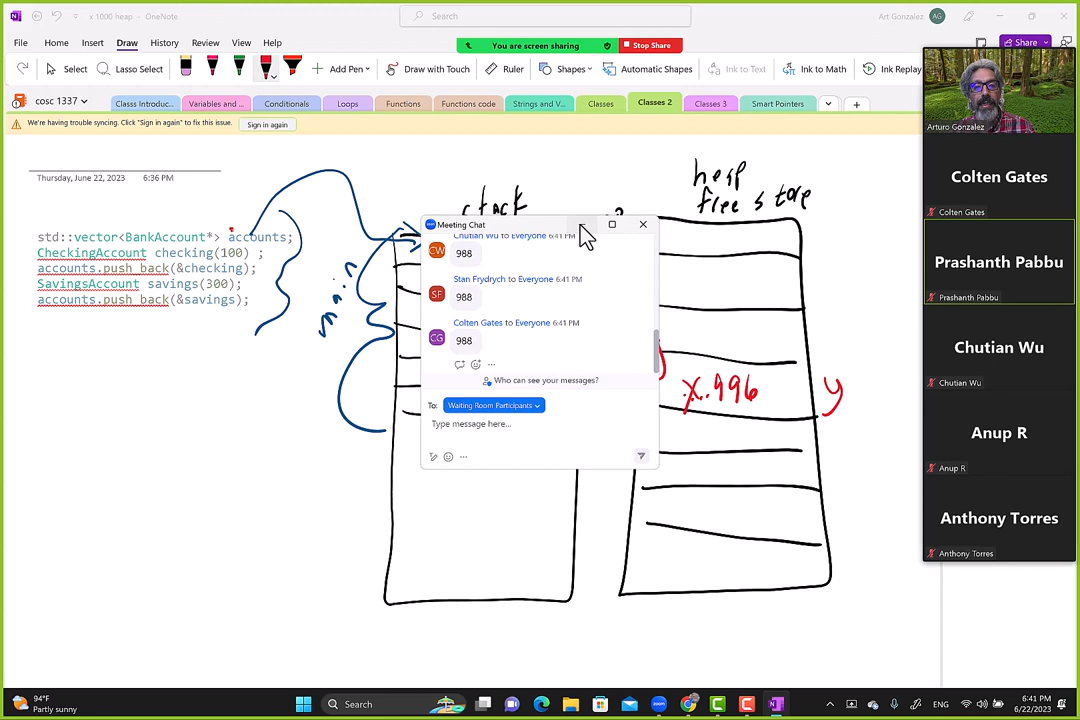 x 1000 heap - OneNote
Search
Art Gonzalez
AG
File
Home
Insert
Draw
History
Review
View
Help
You are screen sharing
Stop Share
Share
Select
Lasso Select
Add Pen
Draw with Touch
Ruler
Shapes
Automatic Shapes
Ink to Text
Ink to Math
Ink Replay
cosc 1337
Classs Introduc...
Variables and ...
Conditionals
Loops
Functions
Functions code
Strings and V...
Classes
Classes 2
Classes 3
Smart Pointers
We're having trouble syncing. Click "Sign in again" to fix this issue.
Sign in again
Thursday, June 22, 2023
6:36 PM
std::vector<BankAccount*> accounts;
CheckingAccount checking(100) ;
accounts.push_back(&checking);
SavingsAccount savings(300);
accounts.push_back(&savings);
main
stack
heap
free store
x.996
y
Meeting Chat
Chutian Wu to Everyone 6:41 PM
CW
988
Stan Frydrych to Everyone 6:41 PM
SF
988
Colten Gates to Everyone 6:41 PM
CG
988
Who can see your messages?
To:
Waiting Room Participants
Type message here...
Arturo Gonzalez
Colten Gates
Colten Gates
Prashanth Pabbu
Prashanth Pabbu
Chutian Wu
Chutian Wu
Anup R
Anup R
Anthony Torres
Anthony Torres
94°F
Partly sunny
Search
ENG
6:41 PM
6/22/2023